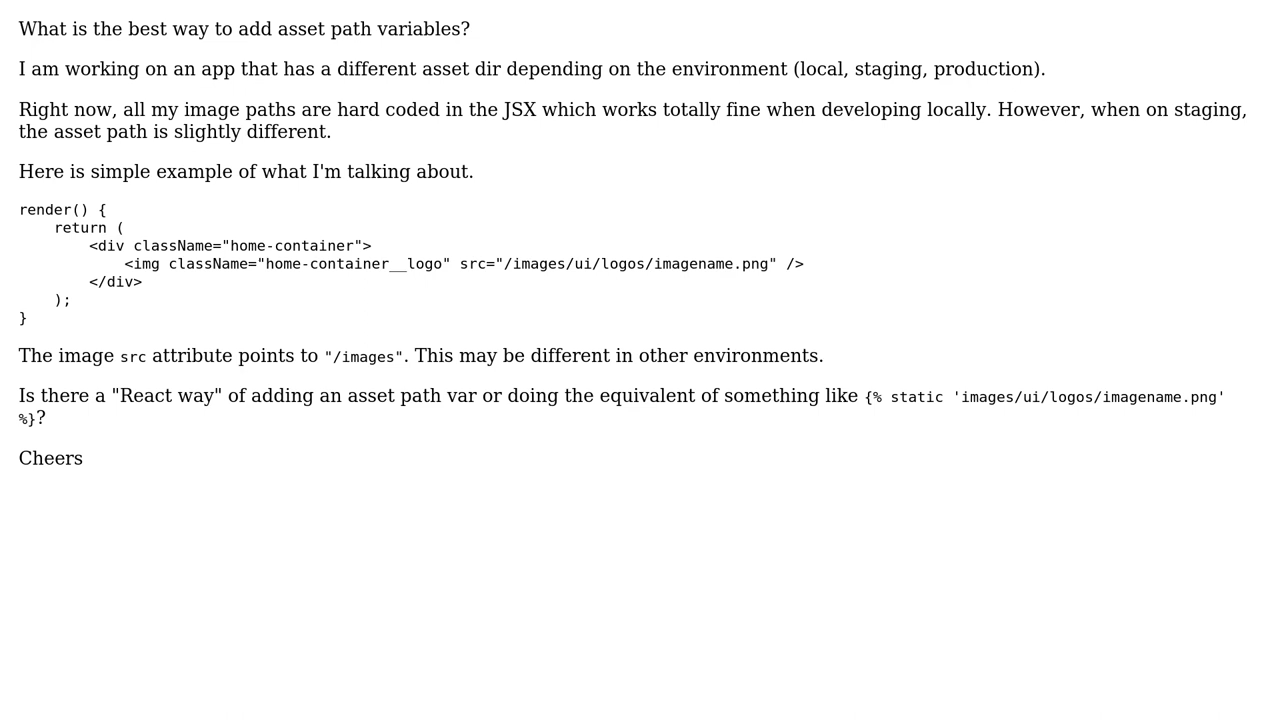 What is the best way to add asset path variables?
I am working on an app that has a different asset dir depending on the environment (local, staging, production).
Right now, all my image paths are hard coded in the JSX which works totally fine when developing locally. However, when on staging,
the asset path is slightly different.
Here is simple example of what I'm talking about.
render() {
    return (
        <div className="home-container">
            <img className="home-container__logo" src="/images/ui/logos/imagename.png" />
        </div>
    );
}
The image src attribute points to "/images". This may be different in other environments.
Is there a "React way" of adding an asset path var or doing the equivalent of something like {% static 'images/ui/logos/imagename.png'
%}?
Cheers